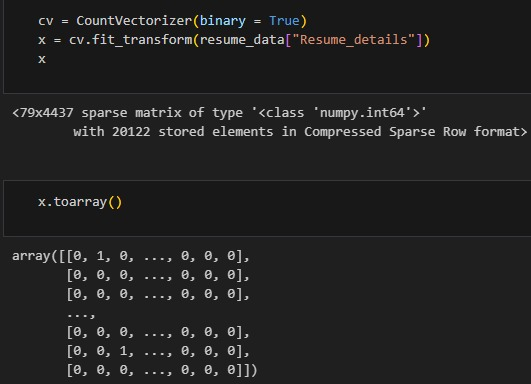 cv = CountVectorizer(binary = True)
x = cv.fit_transform(resume_data["Resume_details"])
x
<79x4437 sparse matrix of type '<class 'numpy.int64'>'
        with 20122 stored elements in Compressed Sparse Row format>
x.toarray()
array([[0, 1, 0, ..., 0, 0, 0],
       [0, 0, 0, ..., 0, 0, 0],
       [0, 0, 0, ..., 0, 0, 0],
       ...,
       [0, 0, 0, ..., 0, 0, 0],
       [0, 0, 1, ..., 0, 0, 0],
       [0, 0, 0, ..., 0, 0, 0]])